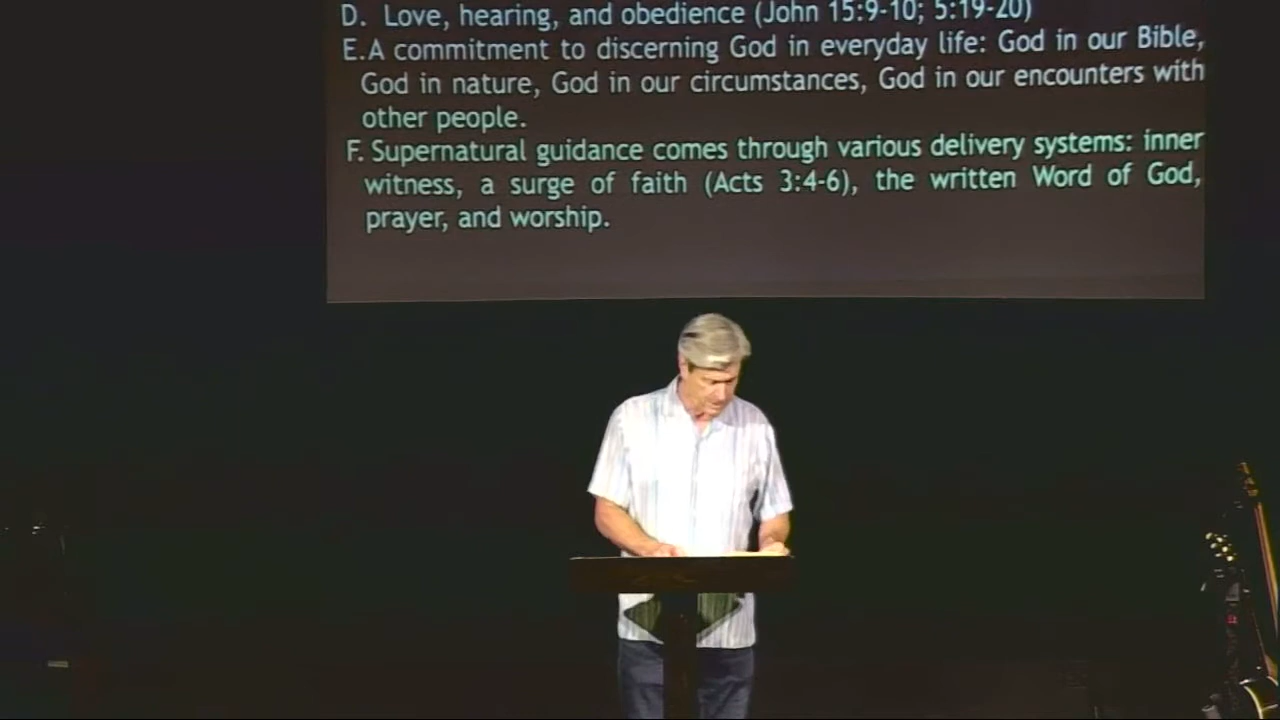 D. Love, hearing, and obedience (John 15:9-10; 5:19-20)
E.A commitment to discerning God in everyday life: God in our Bible,
God in nature, God in our circumstances, God in our encounters with
other people.
F. Supernatural guidance comes through various delivery systems: inner
witness, a surge of faith (Acts 3:4-6), the written Word of God,
prayer, and worship.